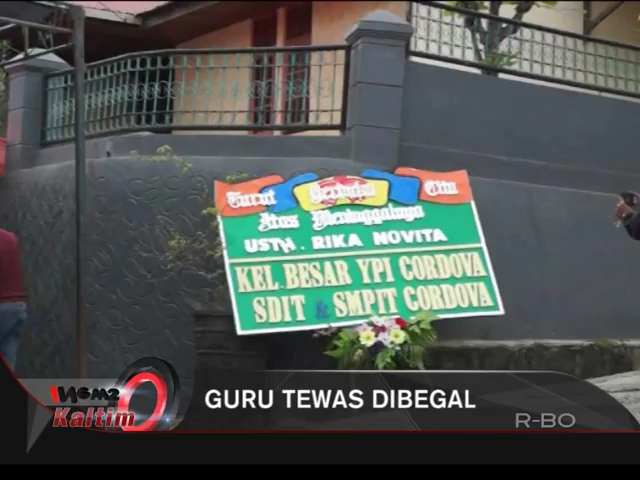 Turut Berduka Cita
Atas Meninggalnya
USTH. RIKA NOVITA
KEL. BESAR YPI CORDOVA
SDIT & SMPIT CORDOVA
Kaltim
GURU TEWAS DIBEGAL
R-BO